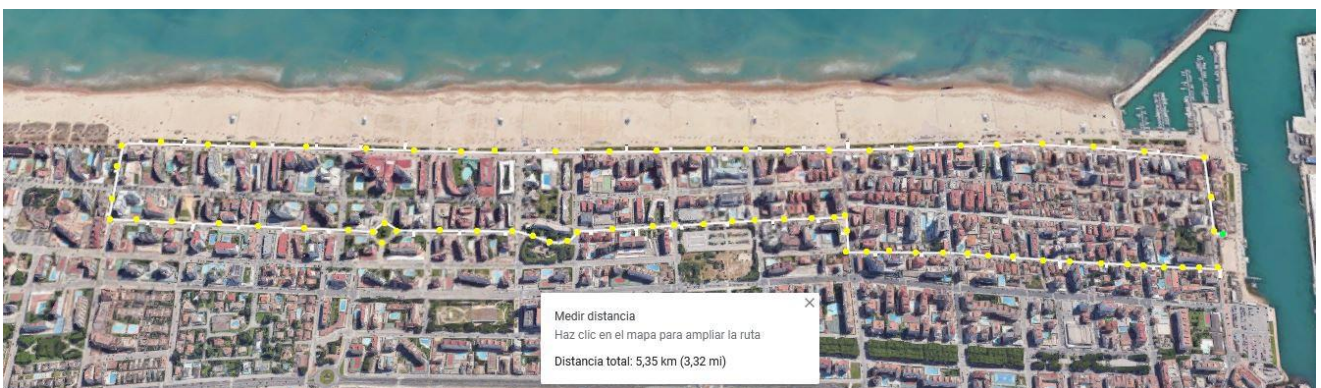 Medir distancia
Haz clic en el mapa para ampliar la ruta
Distancia total: 5,35 km (3,32 mi)